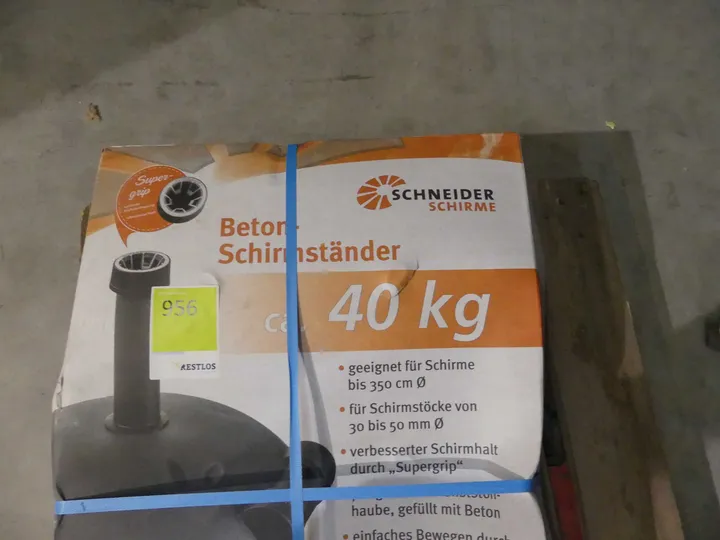 Super-
grip
SCHNEIDER
SCHIRME
Beton-
Schirmständer
ca. 40 kg
956
RESTLOS
• geeignet für Schirme
bis 350 cm Ø
• für Schirmstöcke von
30 bis 50 mm Ø
• verbesserter Schirmhalt
durch „Supergrip“
haube, gefüllt mit Beton
• einfaches Bewegen durch